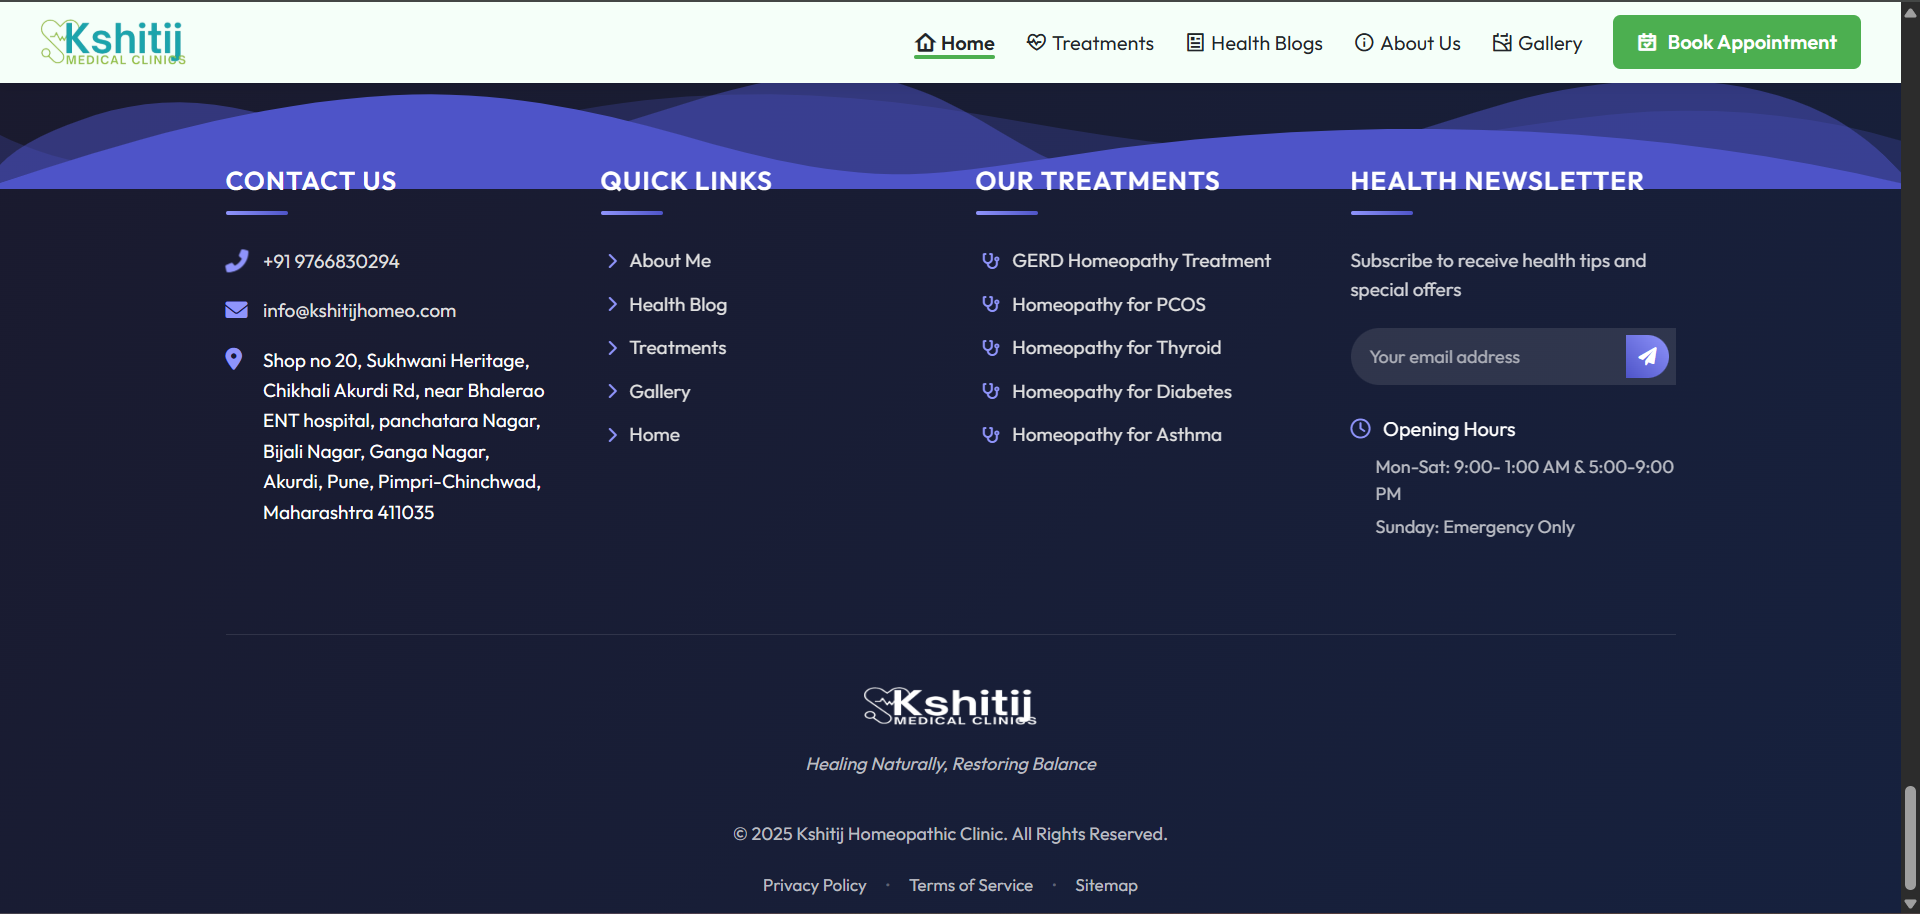 Kshitij
MEDICAL CLINICS
Home
Treatments
Health Blogs
About Us
Gallery
Book Appointment
CONTACT US
+91 9766830294
info@kshitijhomeo.com
Shop no 20, Sukhwani Heritage,
Chikhali Akurdi Rd, near Bhalerao
ENT hospital, panchatara Nagar,
Bijali Nagar, Ganga Nagar,
Akurdi, Pune, Pimpri-Chinchwad,
Maharashtra 411035
QUICK LINKS
About Me
Health Blog
Treatments
Gallery
Home
OUR TREATMENTS
GERD Homeopathy Treatment
Homeopathy for PCOS
Homeopathy for Thyroid
Homeopathy for Diabetes
Homeopathy for Asthma
HEALTH NEWSLETTER
Subscribe to receive health tips and
special offers
Your email address
Opening Hours
Mon-Sat: 9:00- 1:00 AM & 5:00-9:00
PM
Sunday: Emergency Only
Kshitij
MEDICAL CLINICS
Healing Naturally, Restoring Balance
© 2025 Kshitij Homeopathic Clinic. All Rights Reserved.
Privacy Policy • Terms of Service • Sitemap